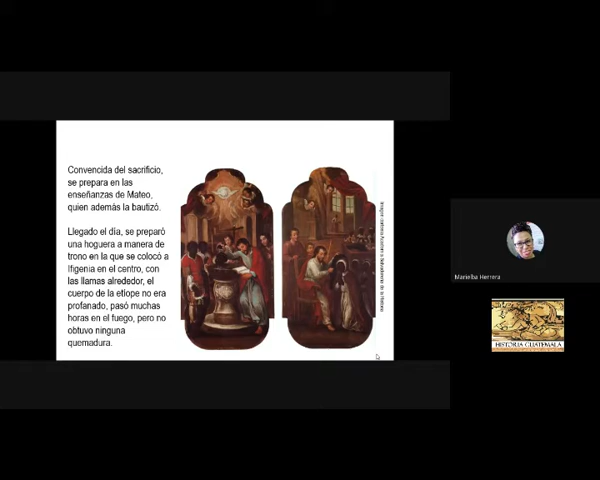 Convencida del sacrificio,
se prepara en las
enseñanzas de Mateo,
quien además la bautizó.
Llegado el día, se preparó
una hoguera a manera de
trono en la que se colocó a
Ifigenia en el centro, con
las llamas alrededor, el
cuerpo de la etíope no era
profanado, pasó muchas
horas en el fuego, pero no
obtuvo ninguna
quemadura.
Marielba Herrera
HISTORIA GUATEMALA